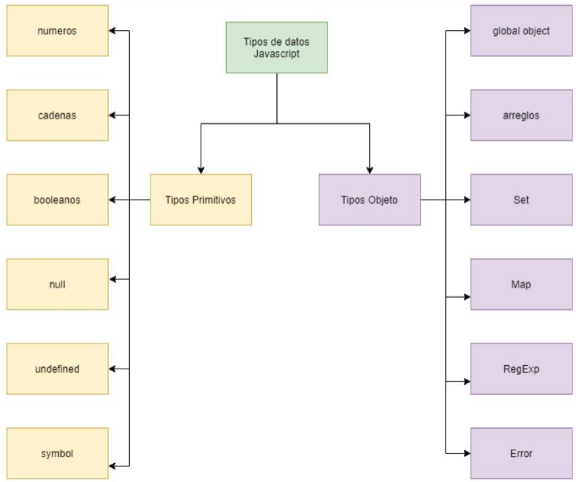 Tipos de datos
Javascript
Tipos Primitivos
Tipos Objeto
numeros
cadenas
booleanos
null
undefined
symbol
global object
arreglos
Set
Map
RegExp
Error